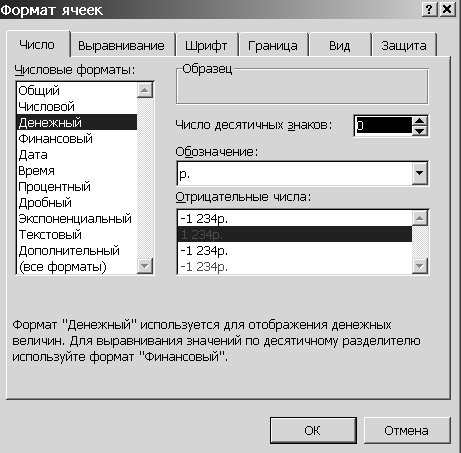 Формат ячеек
Число Выравнивание Шрифт Граница Вид Защита
Числовые форматы:
Общий
Числовой
Денежный
Финансовый
Дата
Время
Процентный
Дробный
Экспоненциальный
Текстовый
Дополнительный
(все форматы)
Образец
Число десятичных знаков: 0
Обозначение:
р.
Отрицательные числа:
-1 234р.
1 234р.
-1 234р.
-1 234р.
Формат "Денежный" используется для отображения денежных
величин. Для выравнивания значений по десятичному разделителю
используйте формат "Финансовый".
ОК Отмена